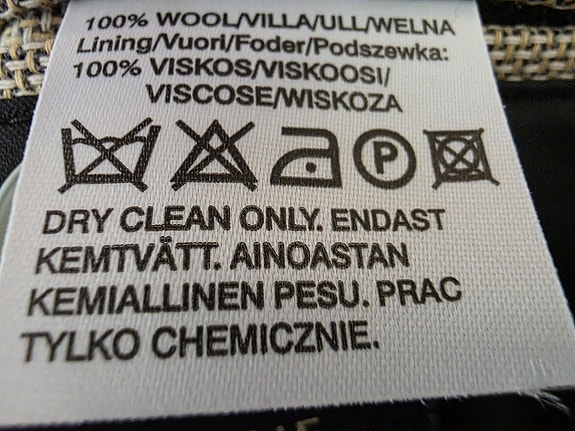 100% WOOL/VILLA/ULL/WELNA
Lining/Vuori/Foder/Podszewka:
100% VISKOS/VISKOOSI/
VISCOSE/WISKOZA
P
DRY CLEAN ONLY. ENDAST
KEMTVÄTT. AINOASTAN
KEMIALLINEN PESU. PRAC
TYLKO CHEMICZNIE.